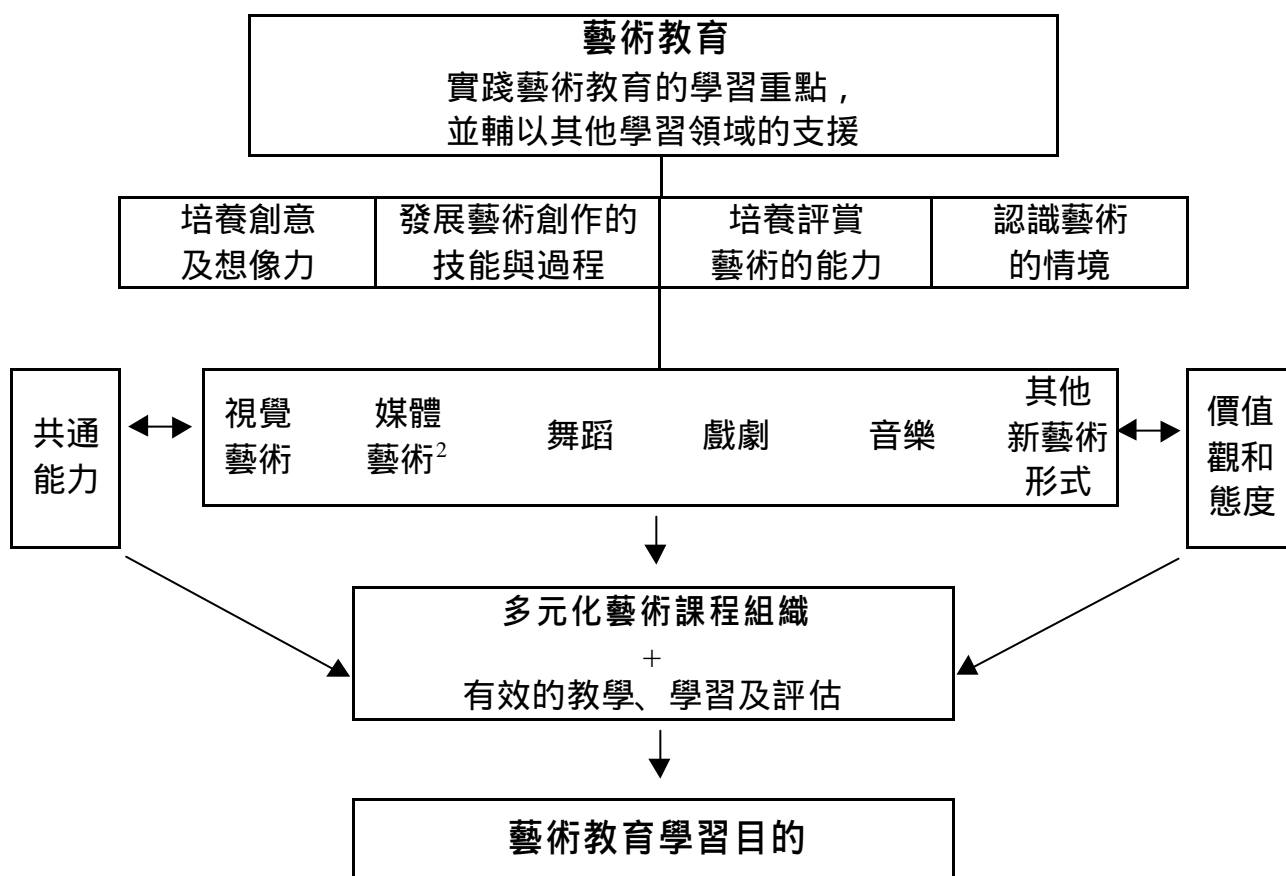 藝術教育
實踐藝術教育的學習重點，
並輔以其他學習領域的支援
培養創意
及想像力
發展藝術創作的
技能與過程
培養評賞
藝術的能力
認識藝術
的情境
共通
能力
視覺
藝術
媒體
藝術2
舞蹈
戲劇
音樂
其他
新藝術
形式
價值
觀和
態度
多元化藝術課程組織
+
有效的教學、學習及評估
藝術教育學習目的